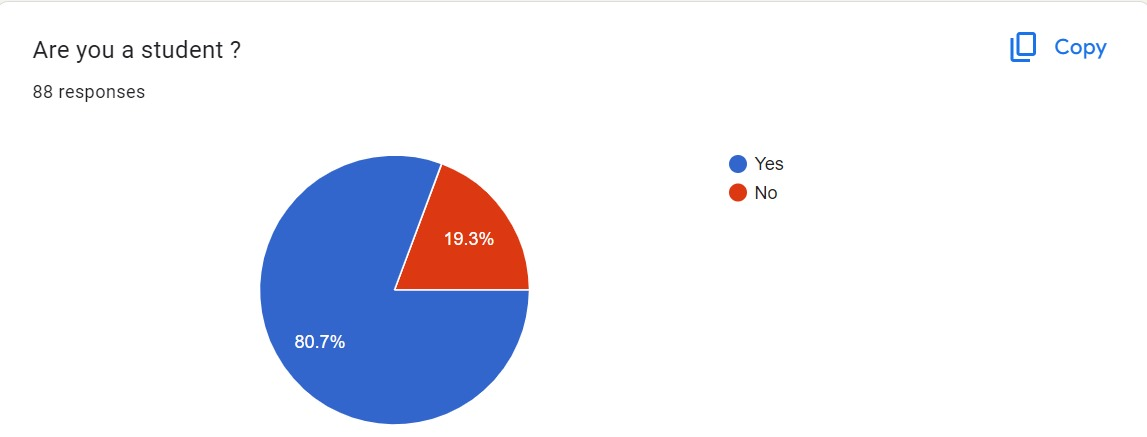 Are you a student ?
Copy
88 responses
Yes
No
19.3%
80.7%